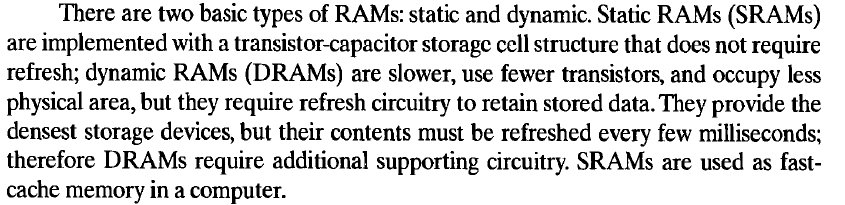 There are two basic types of RAMs: static and dynamic. Static RAMs (SRAMs)
are implemented with a transistor-capacitor storage cell structure that does not require
refresh; dynamic RAMs (DRAMs) are slower, use fewer transistors, and occupy less
physical area, but they require refresh circuitry to retain stored data. They provide the
densest storage devices, but their contents must be refreshed every few milliseconds;
therefore DRAMs require additional supporting circuitry. SRAMs are used as fast-
cache memory in a computer.